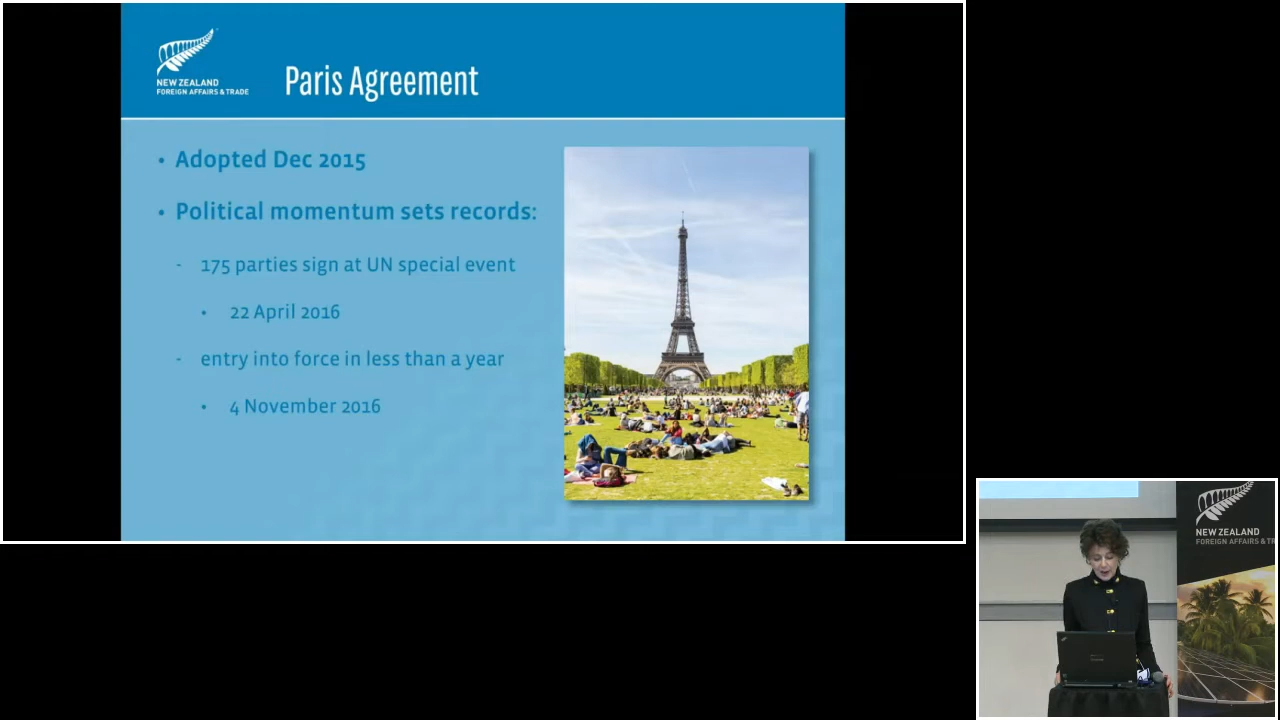 NEW ZEALAND
FOREIGN AFFAIRS & TRADE
Paris Agreement
• Adopted Dec 2015
• Political momentum sets records:
- 175 parties sign at UN special event
• 22 April 2016
- entry into force in less than a year
• 4 November 2016
NEW ZEALAND
FOREIGN AFFAIRS & TR